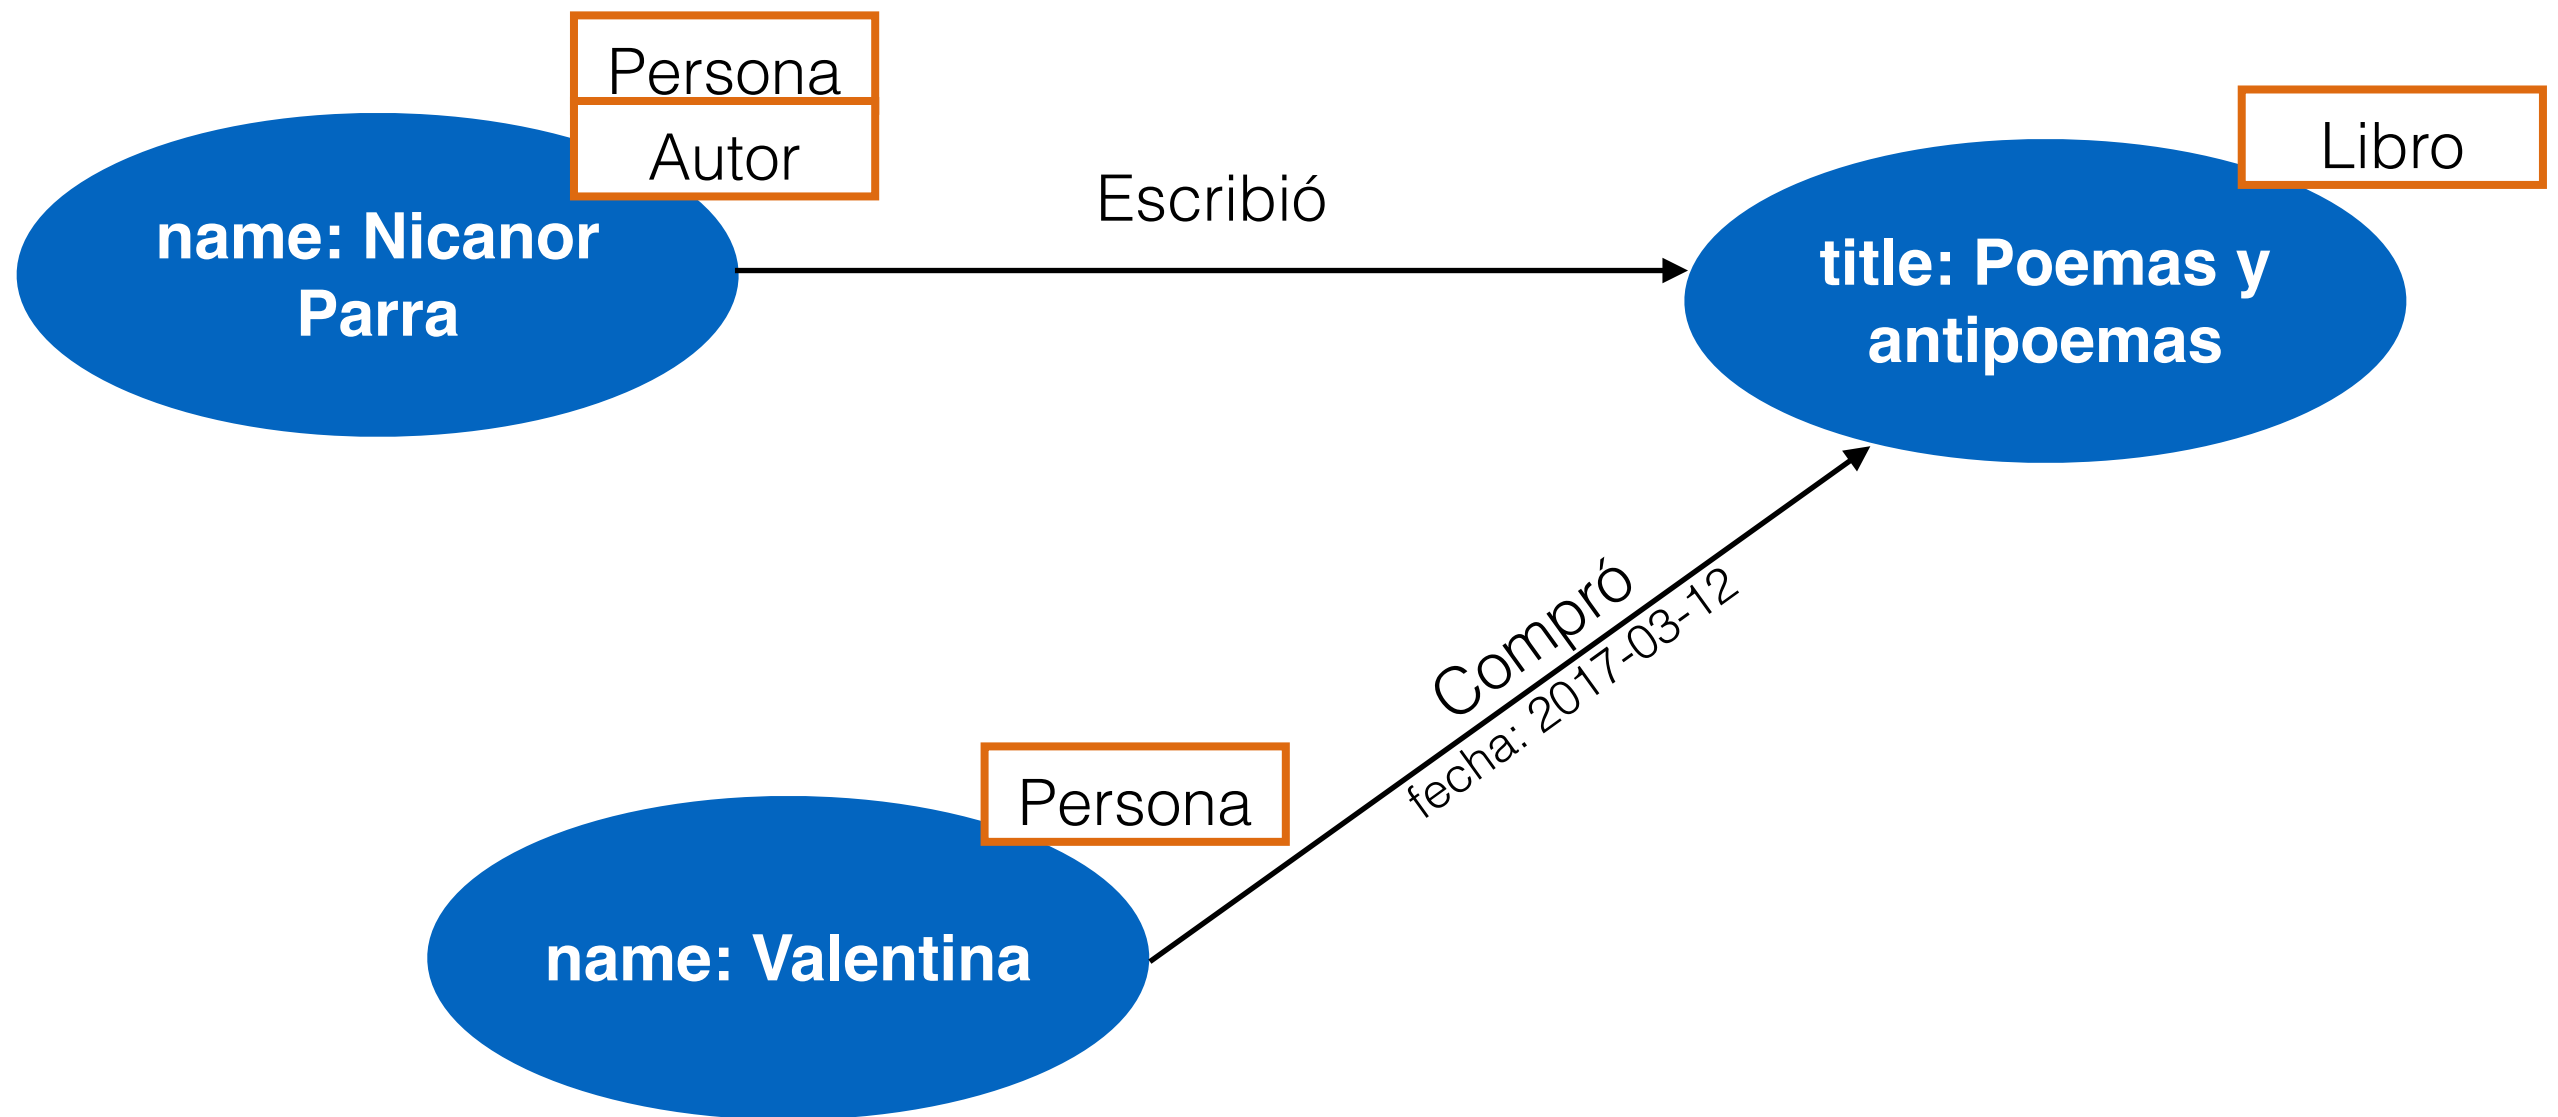 Persona
Autor
name: Nicanor
Parra
Escribió
Libro
title: Poemas y
antipoemas
Compró
fecha: 2017-03-12
Persona
name: Valentina